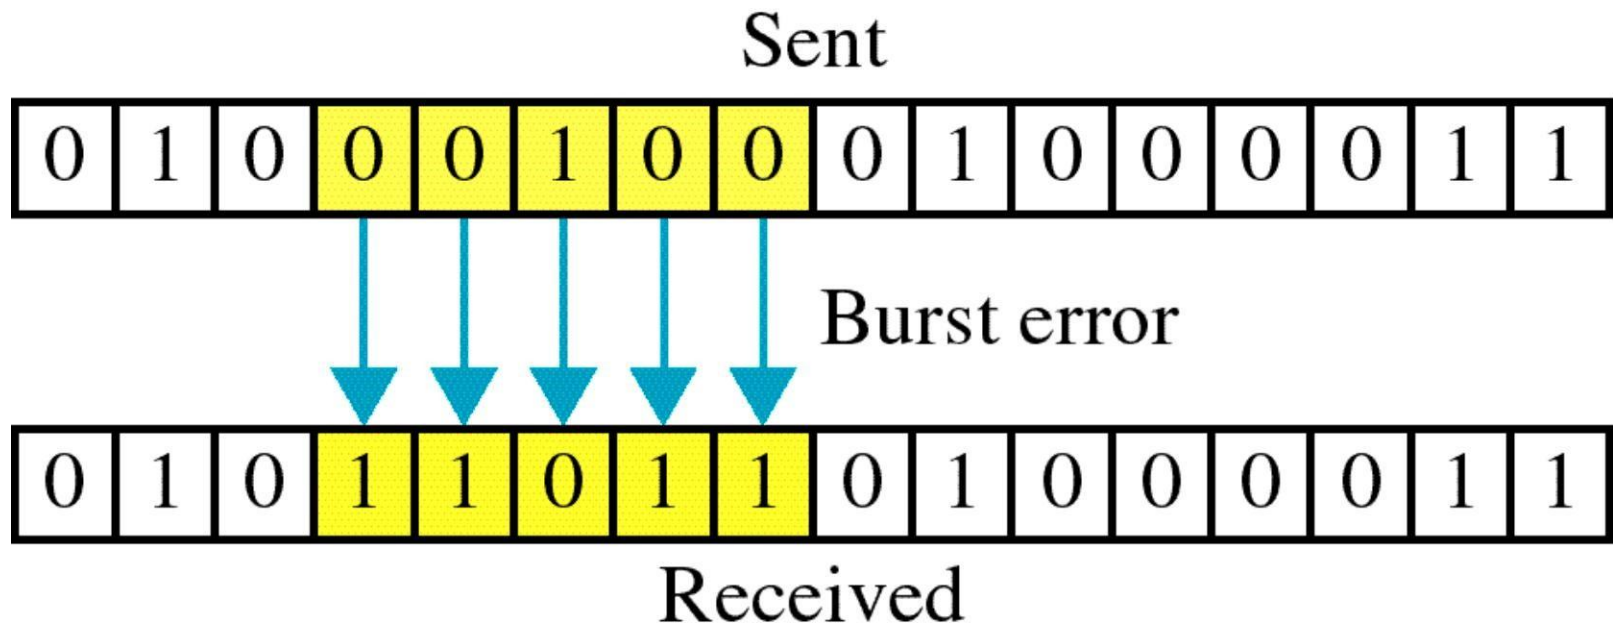 Sent
0 1 0 0 0 1 0 0 0 1 0 0 0 0 1 1
Burst error
0 1 0 1 1 0 1 1 0 1 0 0 0 0 1 1
Received